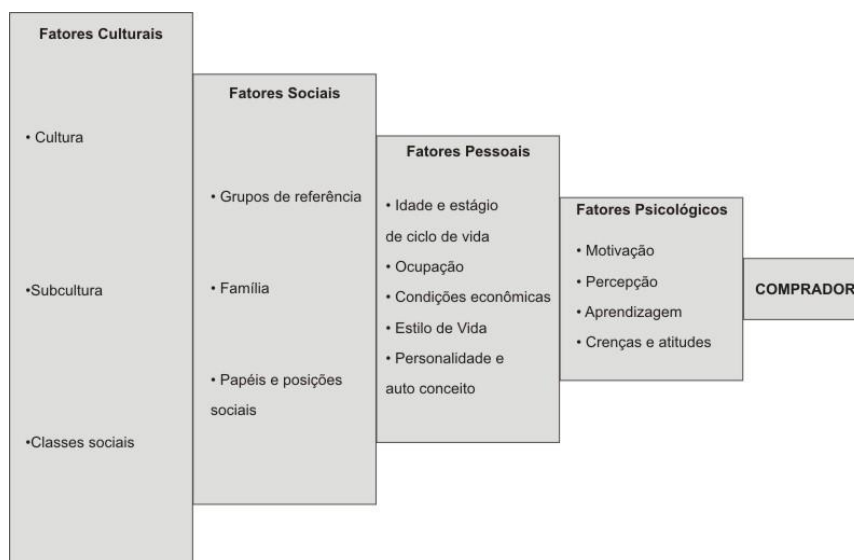 Fatores Culturais
• Cultura
•Subcultura
•Classes sociais
Fatores Sociais
• Grupos de referência
• Família
• Papéis e posições
sociais
Fatores Pessoais
• Idade e estágio
de ciclo de vida
• Ocupação
• Condições econômicas
• Estilo de Vida
• Personalidade e
auto conceito
Fatores Psicológicos
• Motivação
• Percepção
• Aprendizagem
• Crenças e atitudes
COMPRADOR